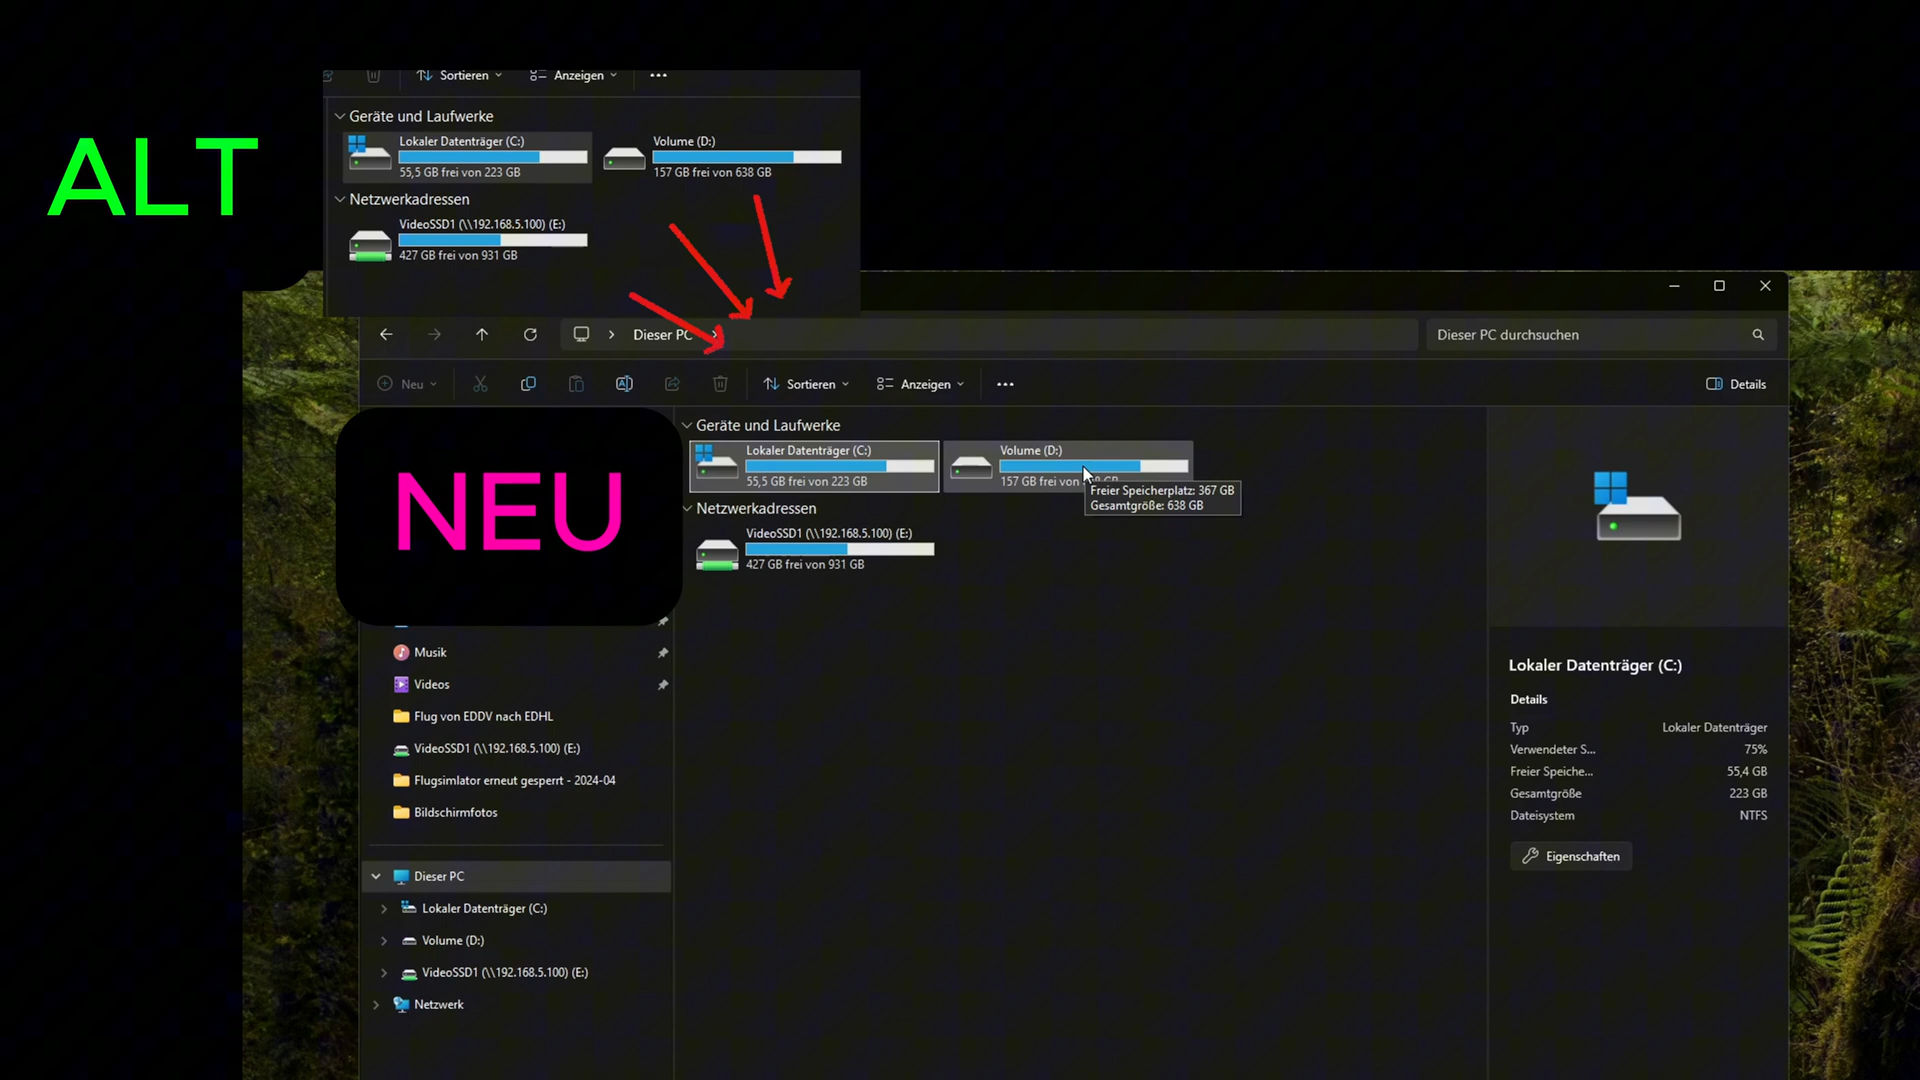 ALT
Sortieren
Anzeigen
Geräte und Laufwerke
Lokaler Datenträger (C:)
55,5 GB frei von 223 GB
Volume (D:)
157 GB frei von 638 GB
Netzwerkadressen
VideoSSD1 (\\192.168.5.100) (E:)
427 GB frei von 931 GB
Dieser PC
Dieser PC durchsuchen
Neu
Sortieren
Anzeigen
Details
NEU
Geräte und Laufwerke
Lokaler Datenträger (C:)
55,5 GB frei von 223 GB
Volume (D:)
157 GB frei von
Freier Speicherplatz: 367 GB
Gesamtgröße: 638 GB
Netzwerkadressen
VideoSSD1 (\\192.168.5.100) (E:)
427 GB frei von 931 GB
Musik
Videos
Flug von EDDV nach EDHL
VideoSSD1 (\\192.168.5.100) (E:)
Flugsimlator erneut gesperrt - 2024-04
Bildschirmfotos
Dieser PC
Lokaler Datenträger (C:)
Volume (D:)
VideoSSD1 (\\192.168.5.100) (E:)
Netzwerk
Lokaler Datenträger (C:)
Details
Typ Lokaler Datenträger
Verwendeter S... 75%
Freier Speiche... 55,4 GB
Gesamtgröße 223 GB
Dateisystem NTFS
Eigenschaften